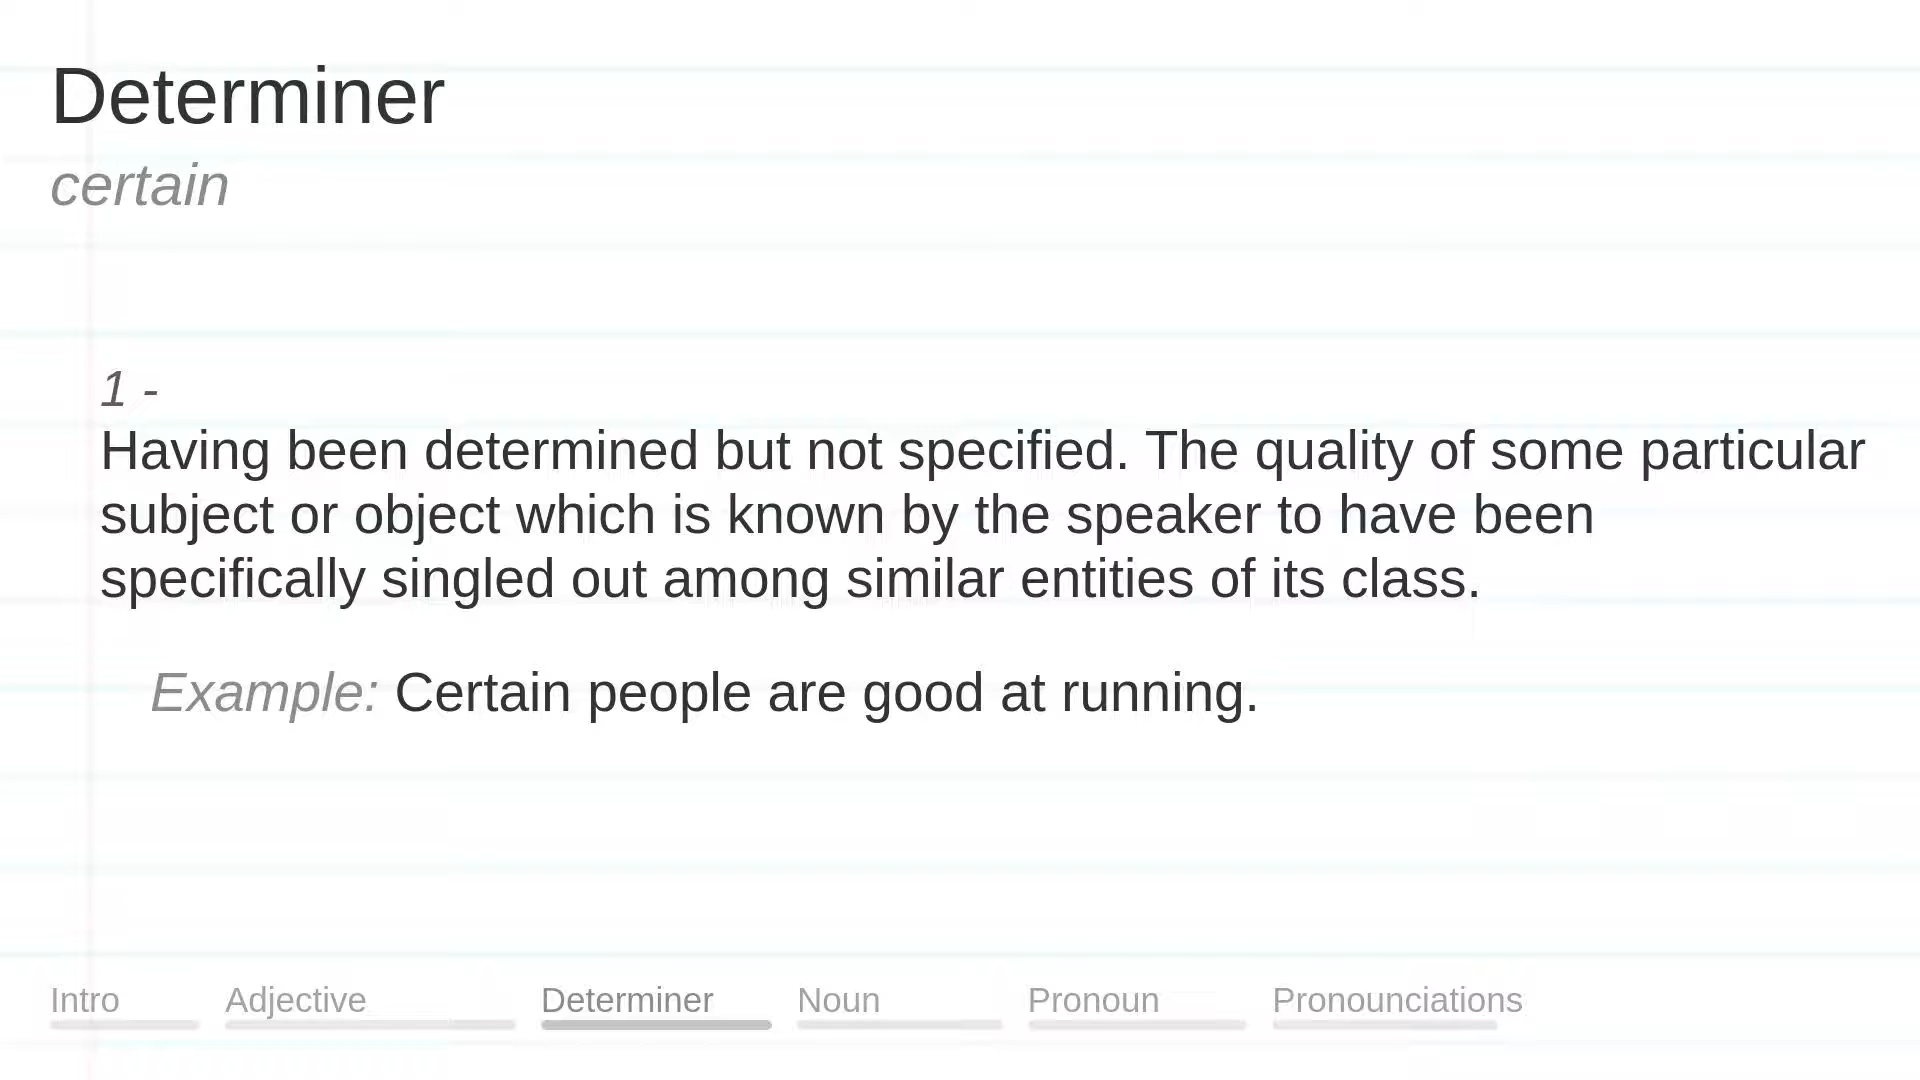 Determiner
certain
1 -
Having been determined but not specified. The quality of some particular
subject or object which is known by the speaker to have been
specifically singled out among similar entities of its class.
Example: Certain people are good at running.
Intro Adjective Determiner Noun Pronoun Pronounciations